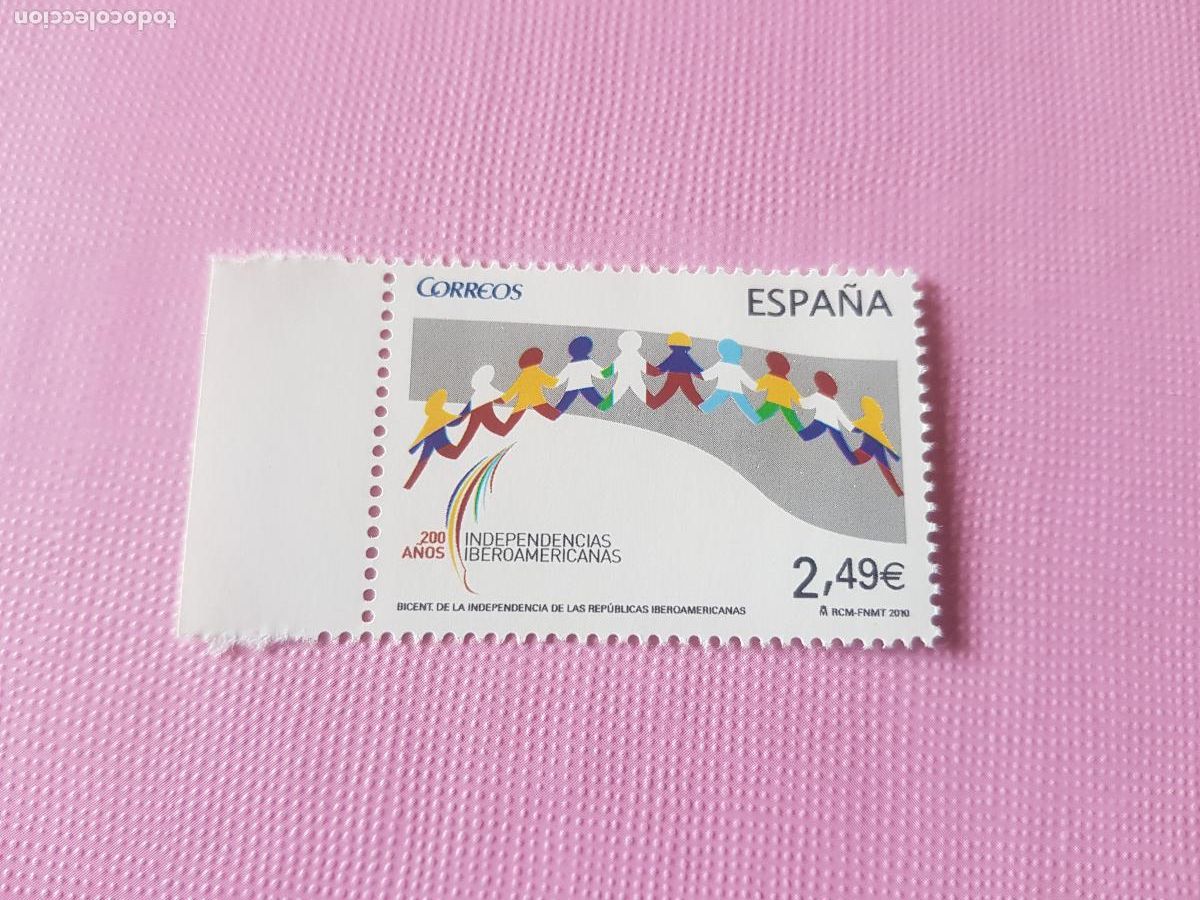 todocoleccion
CORREOS
ESPAÑA
200
AÑOS
INDEPENDENCIAS
IBEROAMERICANAS
2,49€
BICENT. DE LA INDEPENDENCIA DE LAS REPÚBLICAS IBEROAMERICANAS
RCM-FNMT 2010